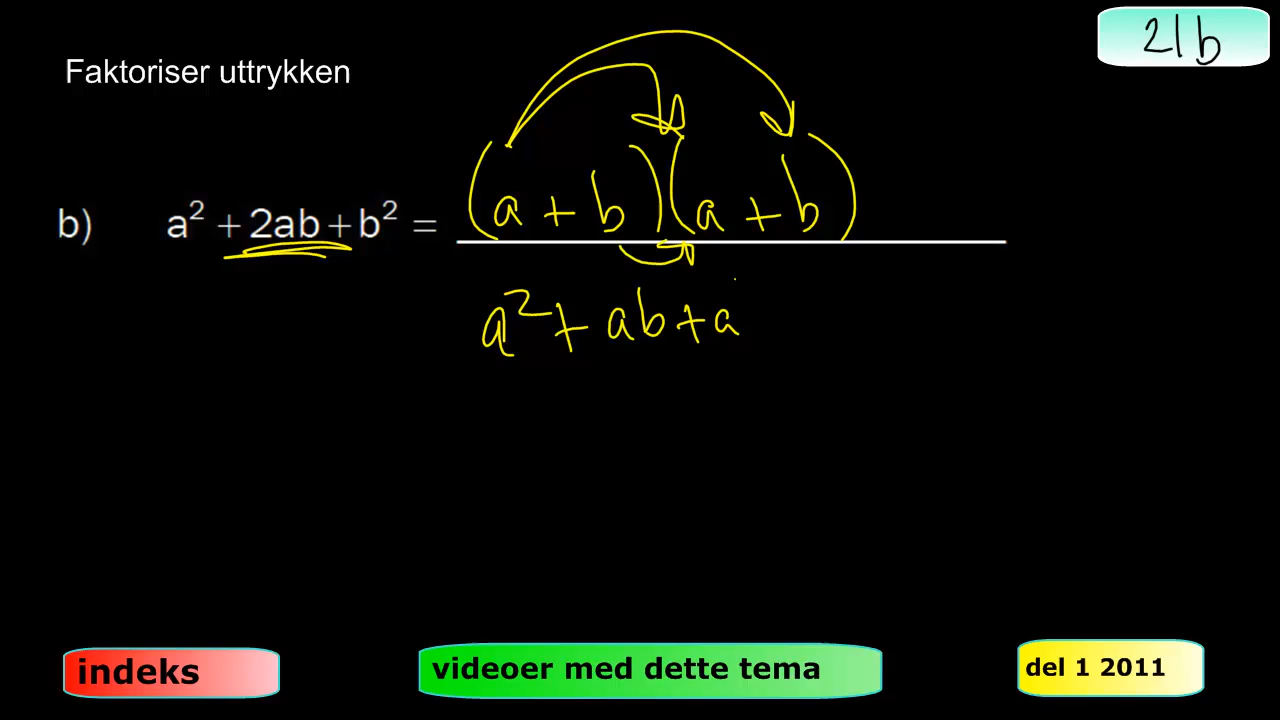 21b
Faktoriser uttrykken
(a + b)(a + b)
b) a² + 2ab + b² =
a² + ab + a
indeks
videoer med dette tema
del 1 2011